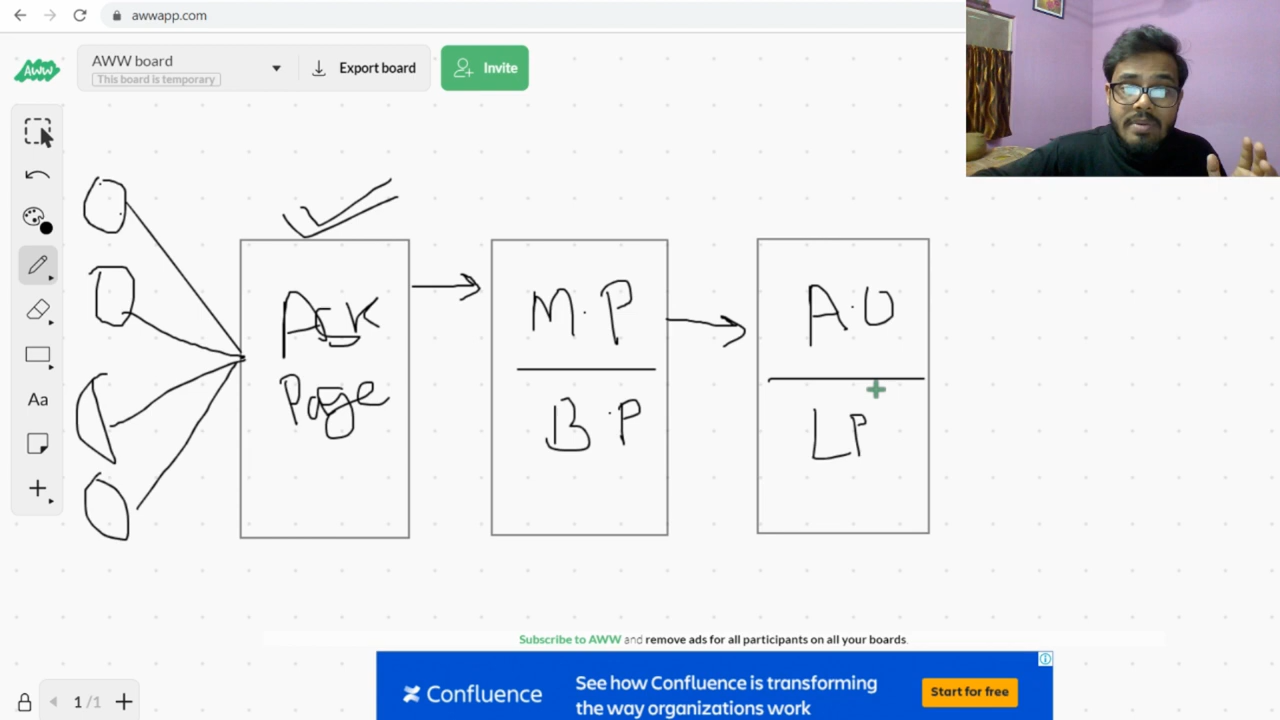 awwapp.com
AWW
AWW board
This board is temporary
Export board
Invite
Aa
Ask
Page
M.P
B.P
A.O
LP
Subscribe to AWW and remove ads for all participants on all your boards.
Confluence
See how Confluence is transforming
the way organizations work
Start for free
1 /1